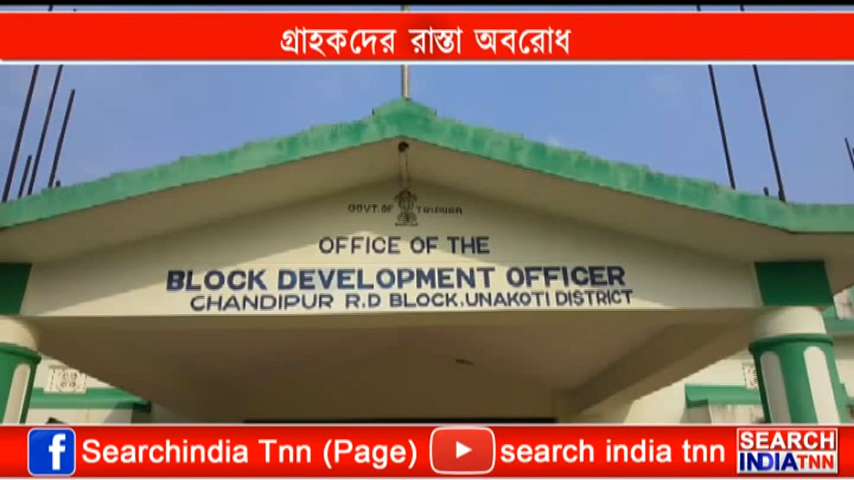 গ্রাহকদের রাস্তা অবরোধ
GOVT. OF TRIPURA
OFFICE OF THE
BLOCK DEVELOPMENT OFFICER
CHANDIPUR R.D BLOCK, UNAKOTI DISTRICT
Searchindia Tnn (Page) search india tnn
SEARCH
INDIATNN